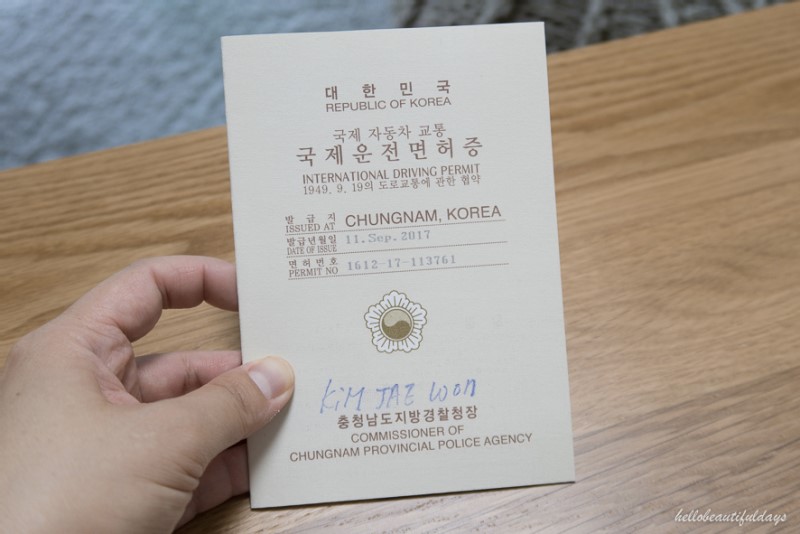 대한민국
REPUBLIC OF KOREA
국제 자동차 교통
국제운전면허증
INTERNATIONAL DRIVING PERMIT
1949. 9. 19의 도로교통에 관한 협약
발급지
ISSUED AT CHUNGNAM, KOREA
발급년월일
DATE OF ISSUE 11.Sep.2017
면허번호
PERMIT NO 1612-17-113761
KiM JAE WOON
충청남도지방경찰청장
COMMISSIONER OF
CHUNGNAM PROVINCIAL POLICE AGENCY
hellobeautifuldays